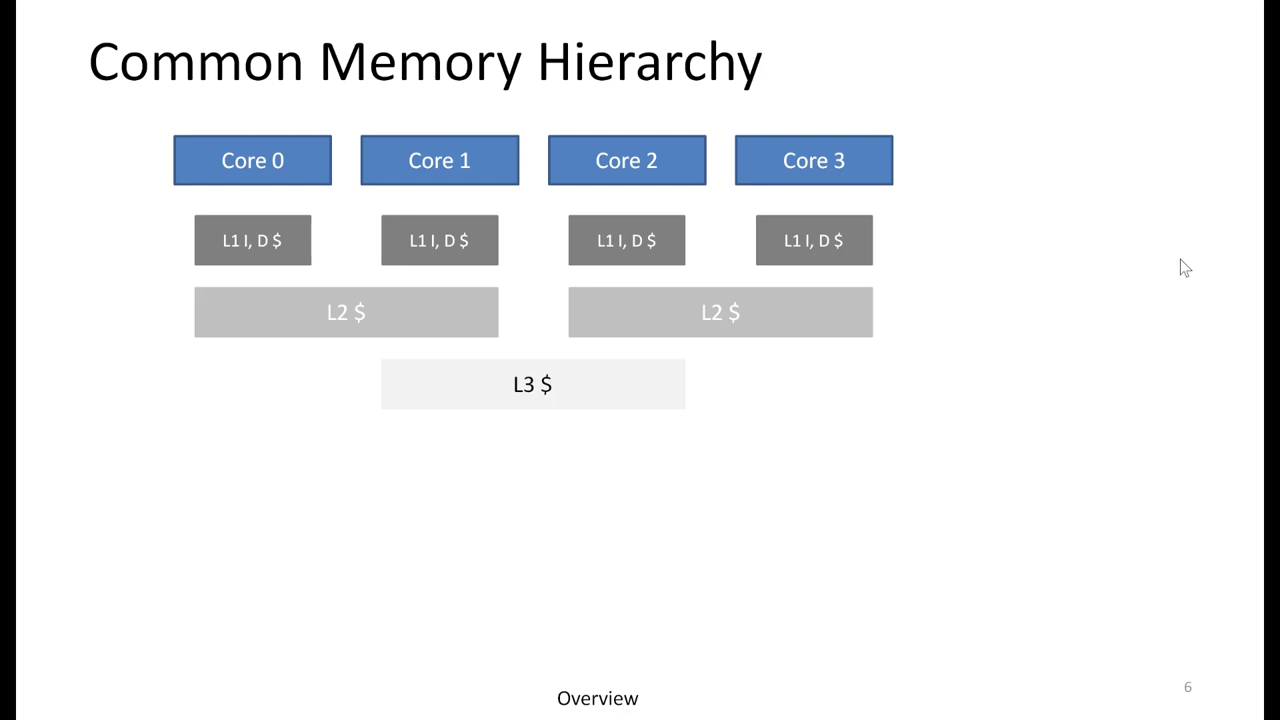 Common Memory Hierarchy
Core 0
Core 1
Core 2
Core 3
L1 I, D $
L1 I, D $
L1 I, D $
L1 I, D $
L2 $
L2 $
L3 $
Overview
6